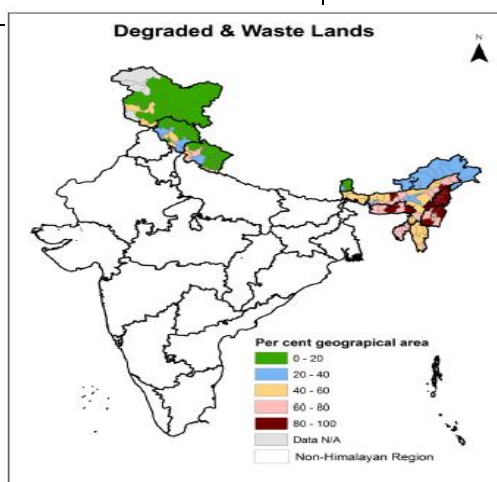 Degraded & Waste Lands
N
Per cent geograpical area
0 - 20
20 - 40
40 - 60
60 - 80
80 - 100
Data N/A
Non-Himalayan Region